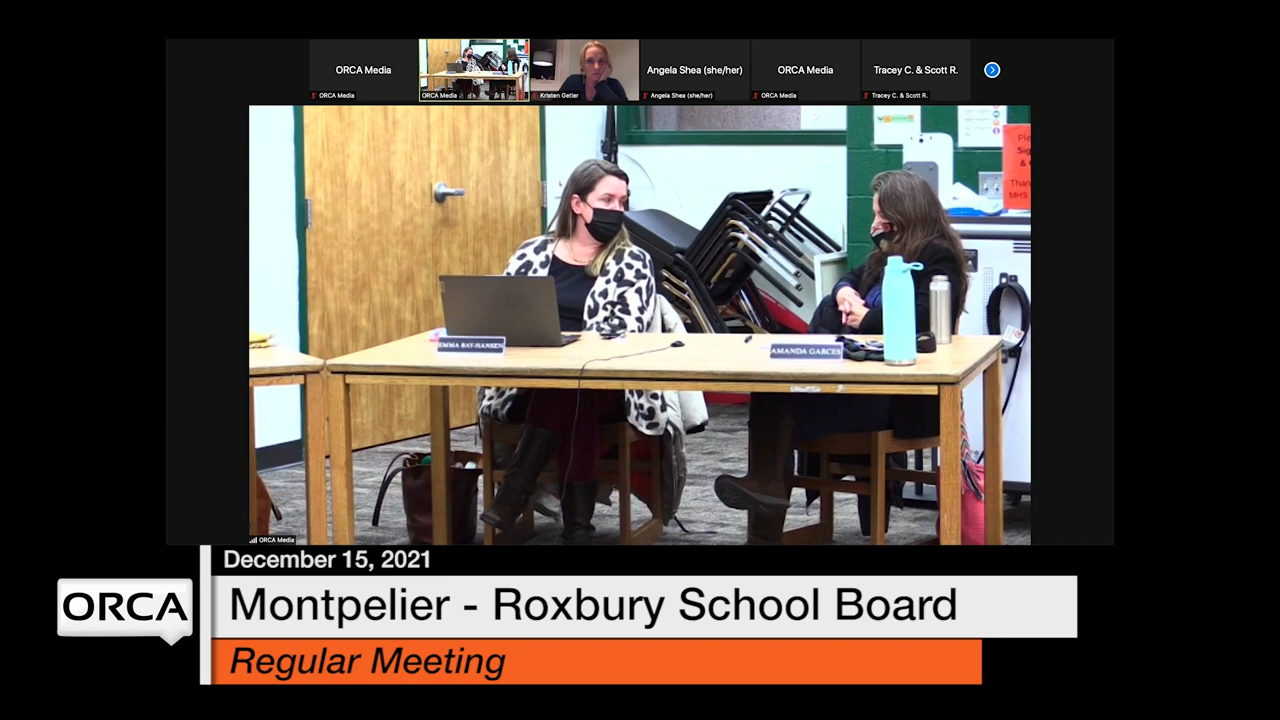 ORCA Media
Angela Shea (she/her)
ORCA Media
Tracey C. & Scott R.
ORCA Media
ORCA Media
Kristen Getler
Angela Shea (she/her)
ORCA Media
Tracey C. & Scott R.
MHS
EMMA BAY-HANSEN
AMANDA GARCES
ORCA Media
December 15, 2021
ORCA
Montpelier - Roxbury School Board
Regular Meeting